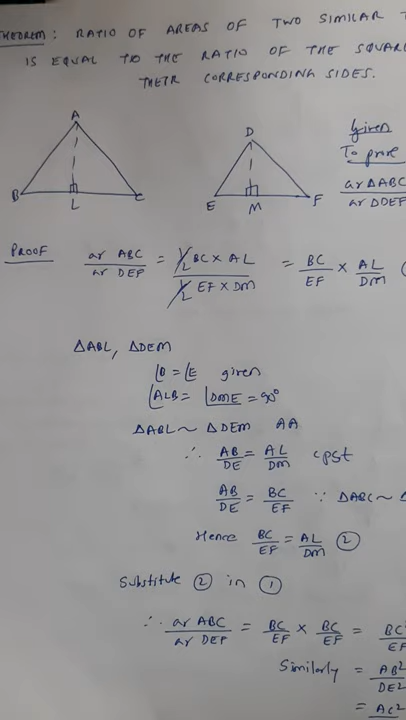 THEOREM : RATIO OF AREAS OF TWO SIMILAR T
IS EQUAL TO THE RATIO OF THE SQUARE
THEIR CORRESPONDING SIDES.
A
B
L
C
D
E
M
F
Given
To prove
ar ΔABC / ar ΔDEF
PROOF
ar ABC / ar DEF = 1/2 BC × AL / 1/2 EF × DM = BC/EF × AL/DM (
ΔABL, ΔDEM
∠B = ∠E given
∠ALB = ∠DME = 90°
ΔABL ~ ΔDEM AA
∴ AB/DE = AL/DM cpst
AB/DE = BC/EF ∵ ΔABC ~ Δ
Hence BC/EF = AL/DM ②
Substitute ② in ①
∴ ar ABC / ar DEF = BC/EF × BC/EF = BC²/EF
Similarly = AB²/DE²
= AC²